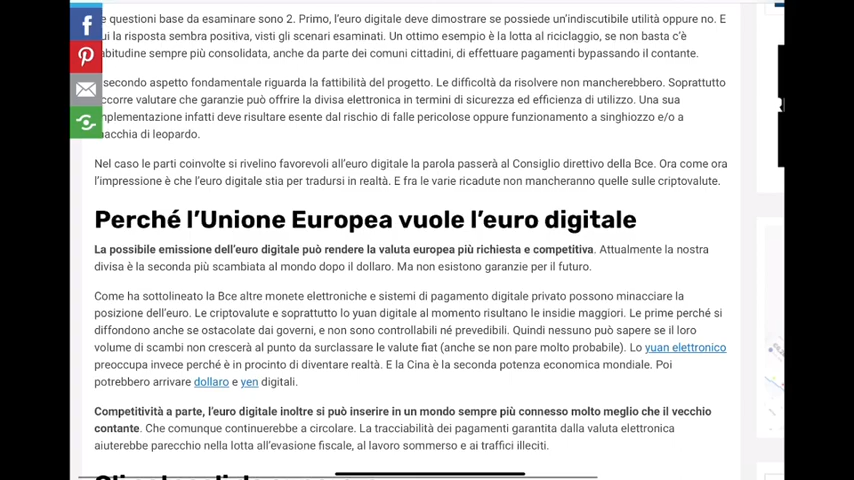 e questioni base da esaminare sono 2. Primo, l'euro digitale deve dimostrare se possiede un'indiscutibile utilità oppure no. E
ui la risposta sembra positiva, visti gli scenari esaminati. Un ottimo esempio è la lotta al riciclaggio, se non basta c'è
abitudine sempre più consolidata, anche da parte dei comuni cittadini, di effettuare pagamenti bypassando il contante.
secondo aspetto fondamentale riguarda la fattibilità del progetto. Le difficoltà da risolvere non mancherebbero. Soprattutto
ccorre valutare che garanzie può offrire la divisa elettronica in termini di sicurezza ed efficienza di utilizzo. Una sua
mplementazione infatti deve risultare esente dal rischio di falle pericolose oppure funzionamento a singhiozzo e/o a
acchia di leopardo.
Nel caso le parti coinvolte si rivelino favorevoli all'euro digitale la parola passerà al Consiglio direttivo della Bce. Ora come ora
l'impressione è che l'euro digitale stia per tradursi in realtà. E fra le varie ricadute non mancheranno quelle sulle criptovalute.
Perché l'Unione Europea vuole l'euro digitale
La possibile emissione dell'euro digitale può rendere la valuta europea più richiesta e competitiva. Attualmente la nostra
divisa è la seconda più scambiata al mondo dopo il dollaro. Ma non esistono garanzie per il futuro.
Come ha sottolineato la Bce altre monete elettroniche e sistemi di pagamento digitale privato possono minacciare la
posizione dell'euro. Le criptovalute e soprattutto lo yuan digitale al momento risultano le insidie maggiori. Le prime perché si
diffondono anche se ostacolate dai governi, e non sono controllabili né prevedibili. Quindi nessuno può sapere se il loro
volume di scambi non crescerà al punto da surclassare le valute fiat (anche se non pare molto probabile). Lo yuan elettronico
preoccupa invece perché è in procinto di diventare realtà. E la Cina è la seconda potenza economica mondiale. Poi
potrebbero arrivare dollaro e yen digitali.
Competitività a parte, l'euro digitale inoltre si può inserire in un mondo sempre più connesso molto meglio che il vecchio
contante. Che comunque continuerebbe a circolare. La tracciabilità dei pagamenti garantita dalla valuta elettronica
aiuterebbe parecchio nella lotta all'evasione fiscale, al lavoro sommerso e ai traffici illeciti.